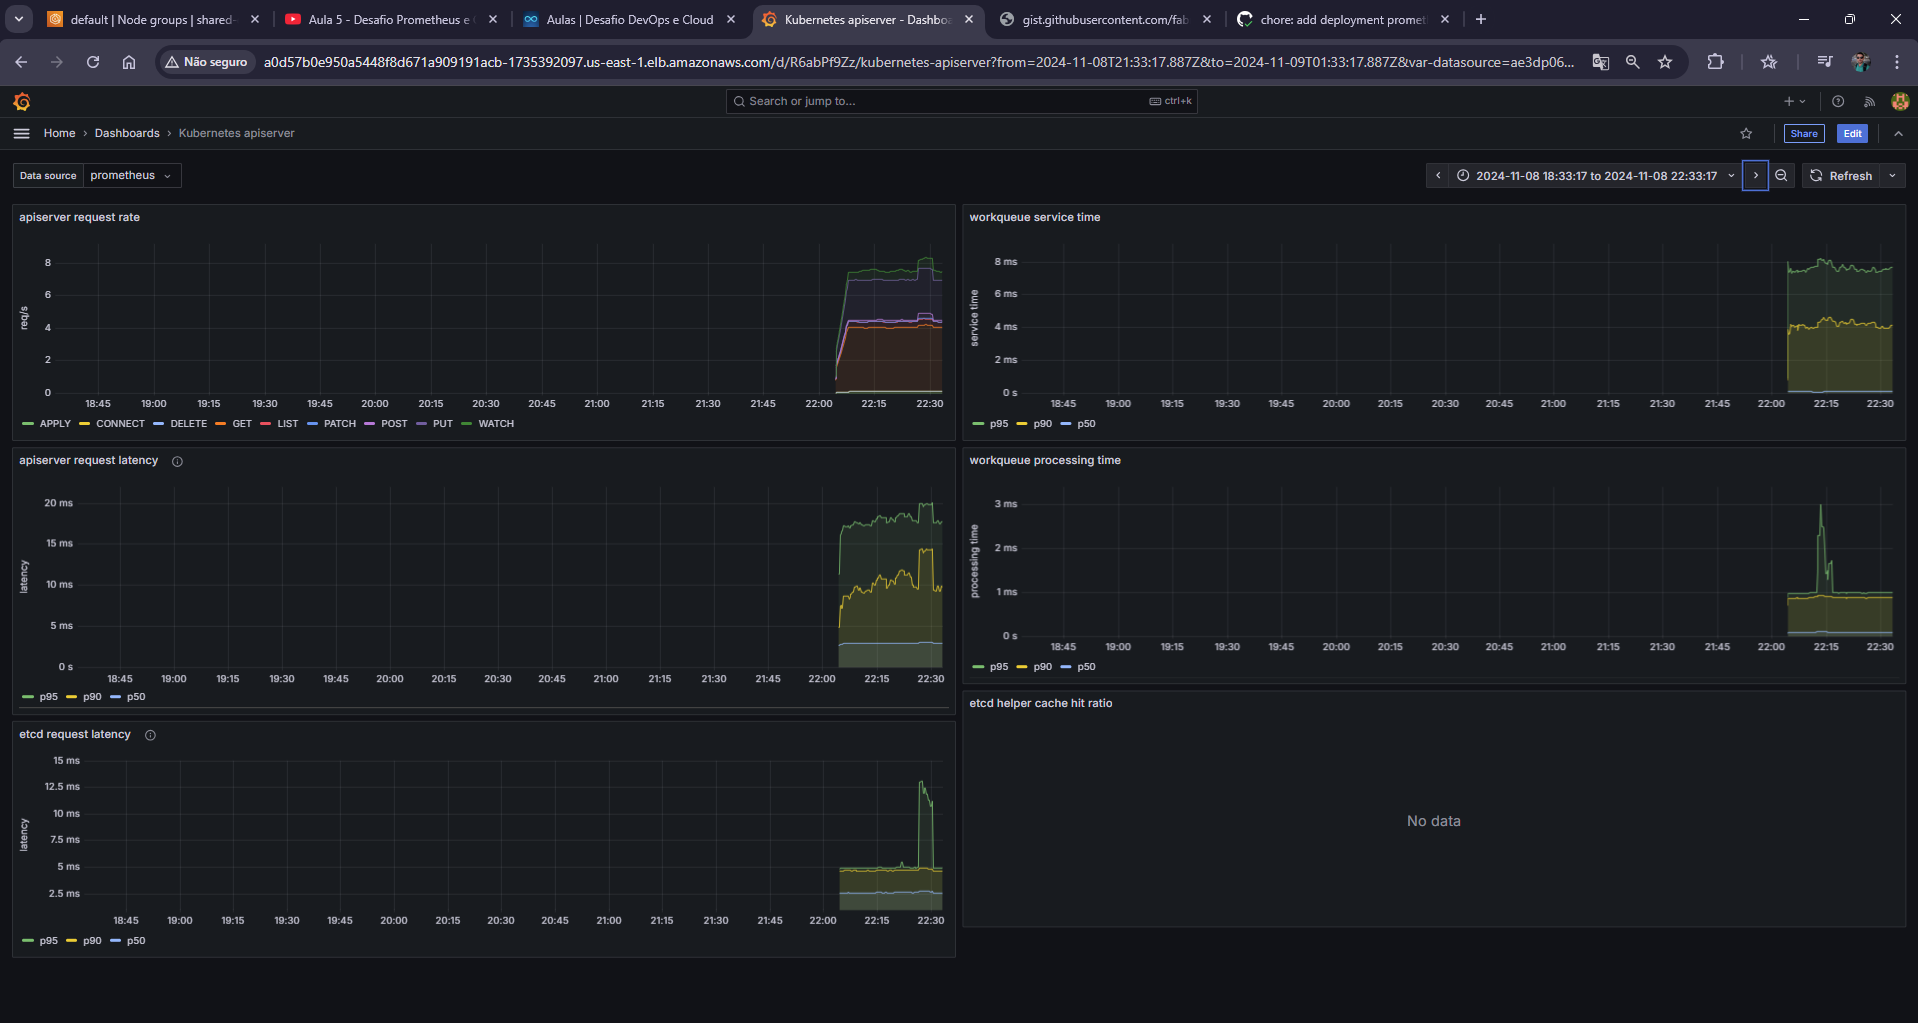 default | Node groups | shared-
Aula 5 - Desafio Prometheus e
Aulas | Desafio DevOps e Cloud
Kubernetes apiserver - Dashbo
gist.githubusercontent.com/fab
chore: add deployment promet
Não seguro
a0d57b0e950a5448f8d671a909191acb-1735392097.us-east-1.elb.amazonaws.com/d/R6abPf9Zz/kubernetes-apiserver?from=2024-11-08T21:33:17.887Z&to=2024-11-09T01:33:17.887Z&var-datasource=ae3dp06...
Search or jump to...
ctrl+k
Home › Dashboards › Kubernetes apiserver
Share
Edit
Data source
prometheus
2024-11-08 18:33:17 to 2024-11-08 22:33:17
Refresh
apiserver request rate
req/s
8
6
4
2
0
18:45 19:00 19:15 19:30 19:45 20:00 20:15 20:30 20:45 21:00 21:15 21:30 21:45 22:00 22:15 22:30
APPLY CONNECT DELETE GET LIST PATCH POST PUT WATCH
workqueue service time
service time
8 ms
6 ms
4 ms
2 ms
0 s
18:45 19:00 19:15 19:30 19:45 20:00 20:15 20:30 20:45 21:00 21:15 21:30 21:45 22:00 22:15 22:30
p95 p90 p50
apiserver request latency
latency
20 ms
15 ms
10 ms
5 ms
0 s
18:45 19:00 19:15 19:30 19:45 20:00 20:15 20:30 20:45 21:00 21:15 21:30 21:45 22:00 22:15 22:30
p95 p90 p50
workqueue processing time
processing time
3 ms
2 ms
1 ms
0 s
18:45 19:00 19:15 19:30 19:45 20:00 20:15 20:30 20:45 21:00 21:15 21:30 21:45 22:00 22:15 22:30
p95 p90 p50
etcd request latency
latency
15 ms
12.5 ms
10 ms
7.5 ms
5 ms
2.5 ms
18:45 19:00 19:15 19:30 19:45 20:00 20:15 20:30 20:45 21:00 21:15 21:30 21:45 22:00 22:15 22:30
p95 p90 p50
etcd helper cache hit ratio
No data